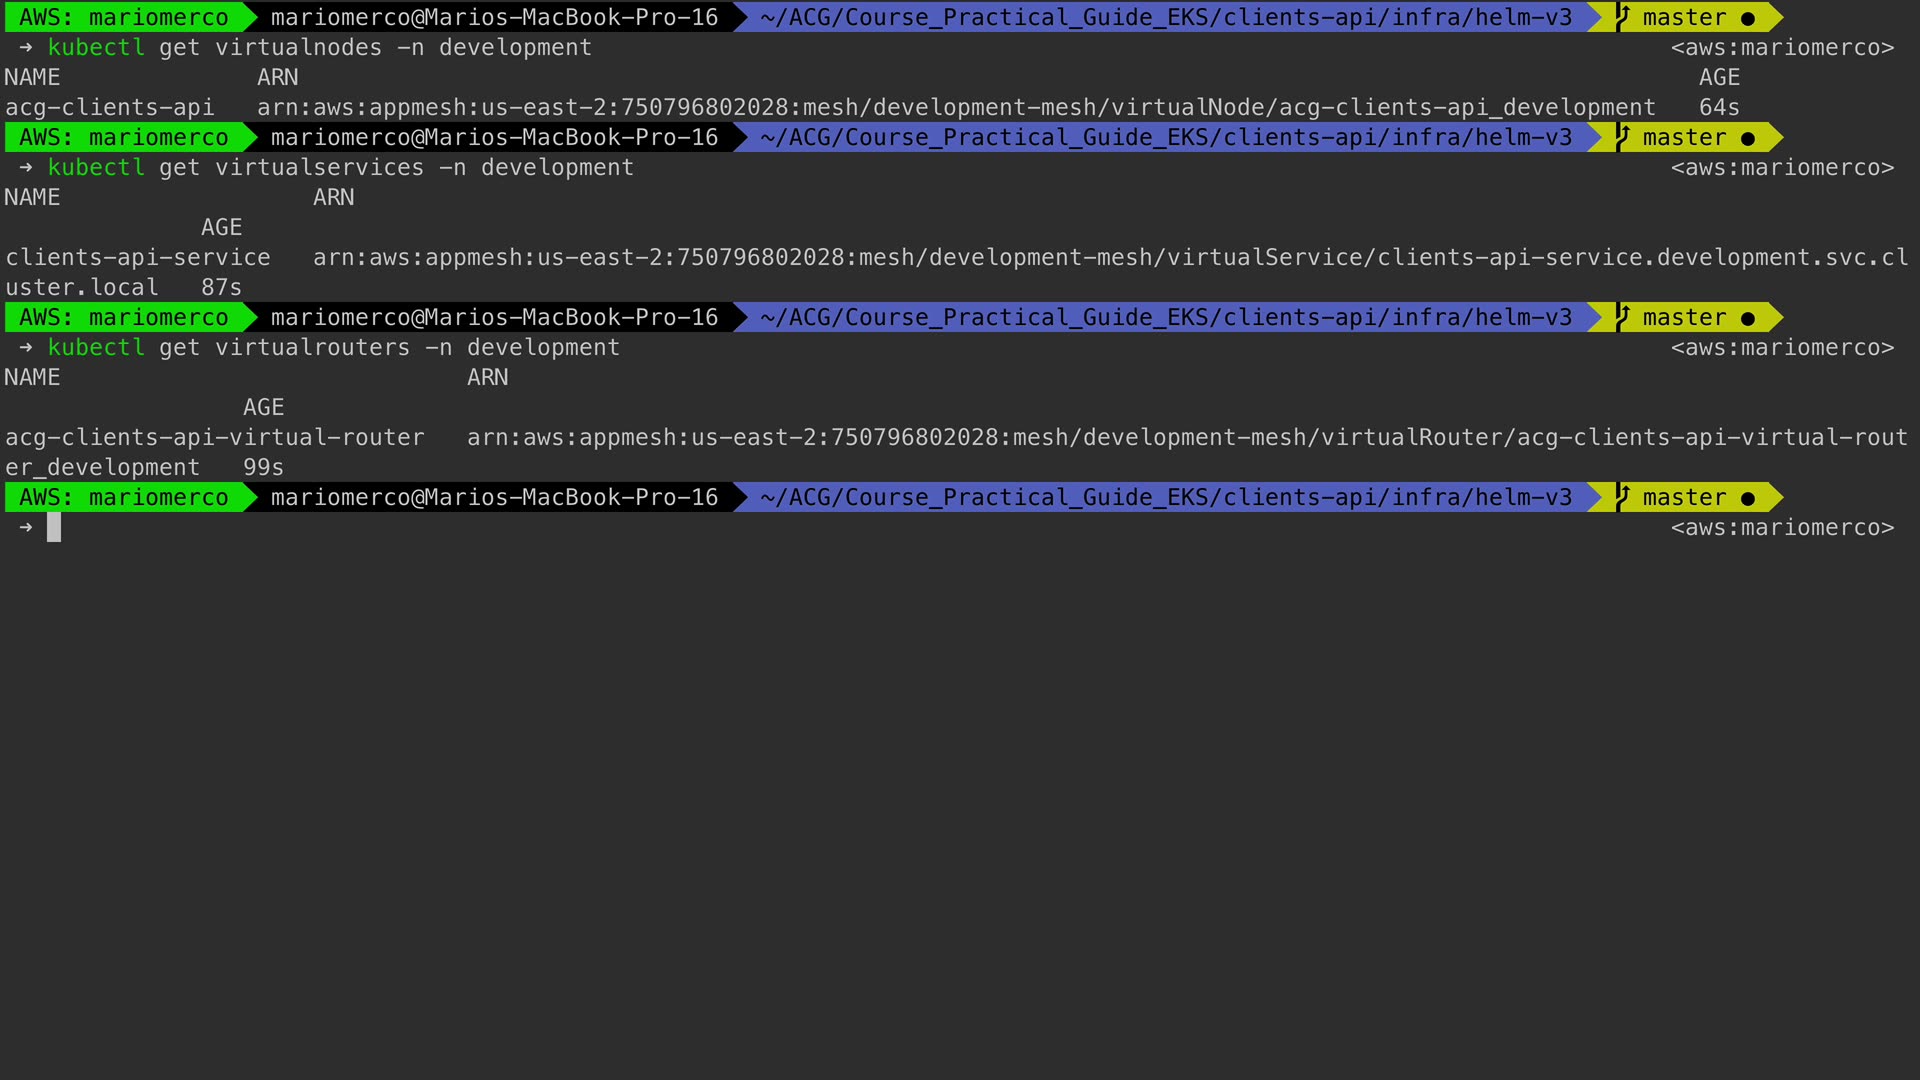 AWS: mariomerco mariomerco@Marios-MacBook-Pro-16 ~/ACG/Course_Practical_Guide_EKS/clients-api/infra/helm-v3 master ●
➜ kubectl get virtualnodes -n development <aws:mariomerco>
NAME ARN AGE
acg-clients-api arn:aws:appmesh:us-east-2:750796802028:mesh/development-mesh/virtualNode/acg-clients-api_development 64s
AWS: mariomerco mariomerco@Marios-MacBook-Pro-16 ~/ACG/Course_Practical_Guide_EKS/clients-api/infra/helm-v3 master ●
➜ kubectl get virtualservices -n development <aws:mariomerco>
NAME ARN
AGE
clients-api-service arn:aws:appmesh:us-east-2:750796802028:mesh/development-mesh/virtualService/clients-api-service.development.svc.cl
uster.local 87s
AWS: mariomerco mariomerco@Marios-MacBook-Pro-16 ~/ACG/Course_Practical_Guide_EKS/clients-api/infra/helm-v3 master ●
➜ kubectl get virtualrouters -n development <aws:mariomerco>
NAME ARN
AGE
acg-clients-api-virtual-router arn:aws:appmesh:us-east-2:750796802028:mesh/development-mesh/virtualRouter/acg-clients-api-virtual-rout
er_development 99s
AWS: mariomerco mariomerco@Marios-MacBook-Pro-16 ~/ACG/Course_Practical_Guide_EKS/clients-api/infra/helm-v3 master ●
➜ <aws:mariomerco>